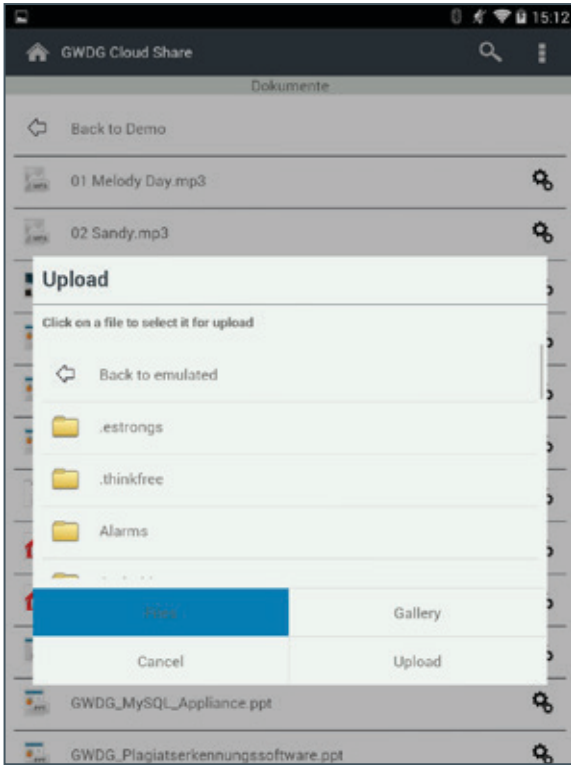 15:12
GWDG Cloud Share
Dokumente
Back to Demo
01 Melody Day.mp3
02 Sandy.mp3
Upload
Click on a file to select it for upload
Back to emulated
.estrongs
.thinkfree
Alarms
Gallery
Cancel
Upload
GWDG_MySQL_Appliance.ppt
GWDG_Plagiatserkennungssoftware.ppt